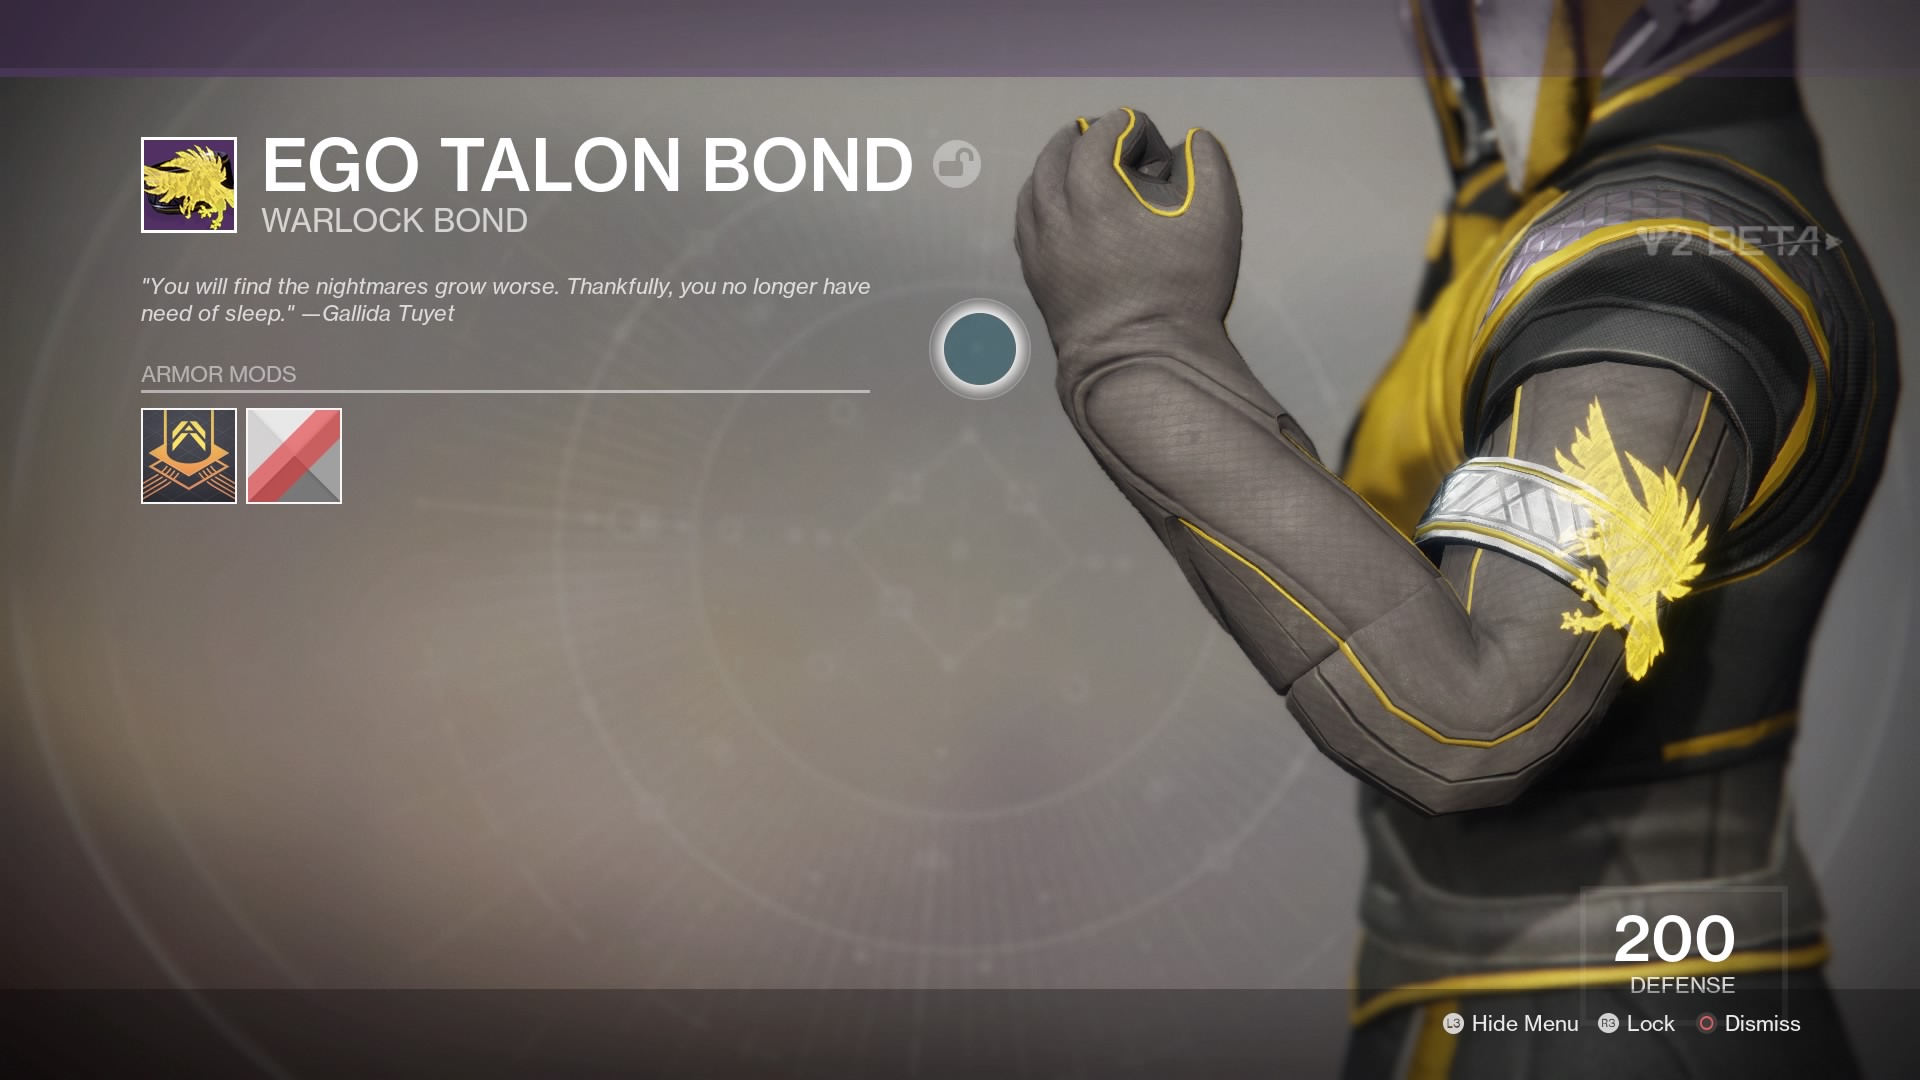 EGO TALON BOND
WARLOCK BOND
"You will find the nightmares grow worse. Thankfully, you no longer have
need of sleep." —Gallida Tuyet
ARMOR MODS
V2 BETA
200
DEFENSE
L3 Hide Menu R3 Lock Dismiss